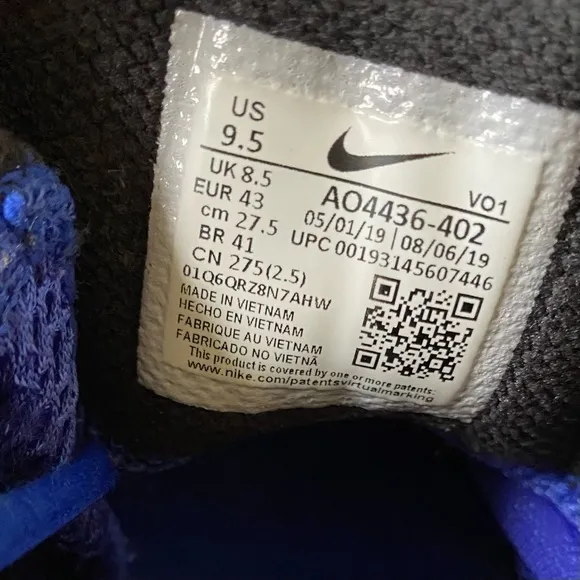 US
9.5
UK 8.5
EUR 43
cm 27.5
BR 41
CN 275(2.5)
VO1
AO4436-402
05/01/19 | 08/06/19
UPC 00193145607446
01Q6QRZ8N7AHW
MADE IN VIETNAM
HECHO EN VIETNAM
FABRIQUE AU VIETNAM
FABRICADO NO VIETNÃ
This product is covered by one or more patents:
www.nike.com/patentsvirtualmarking